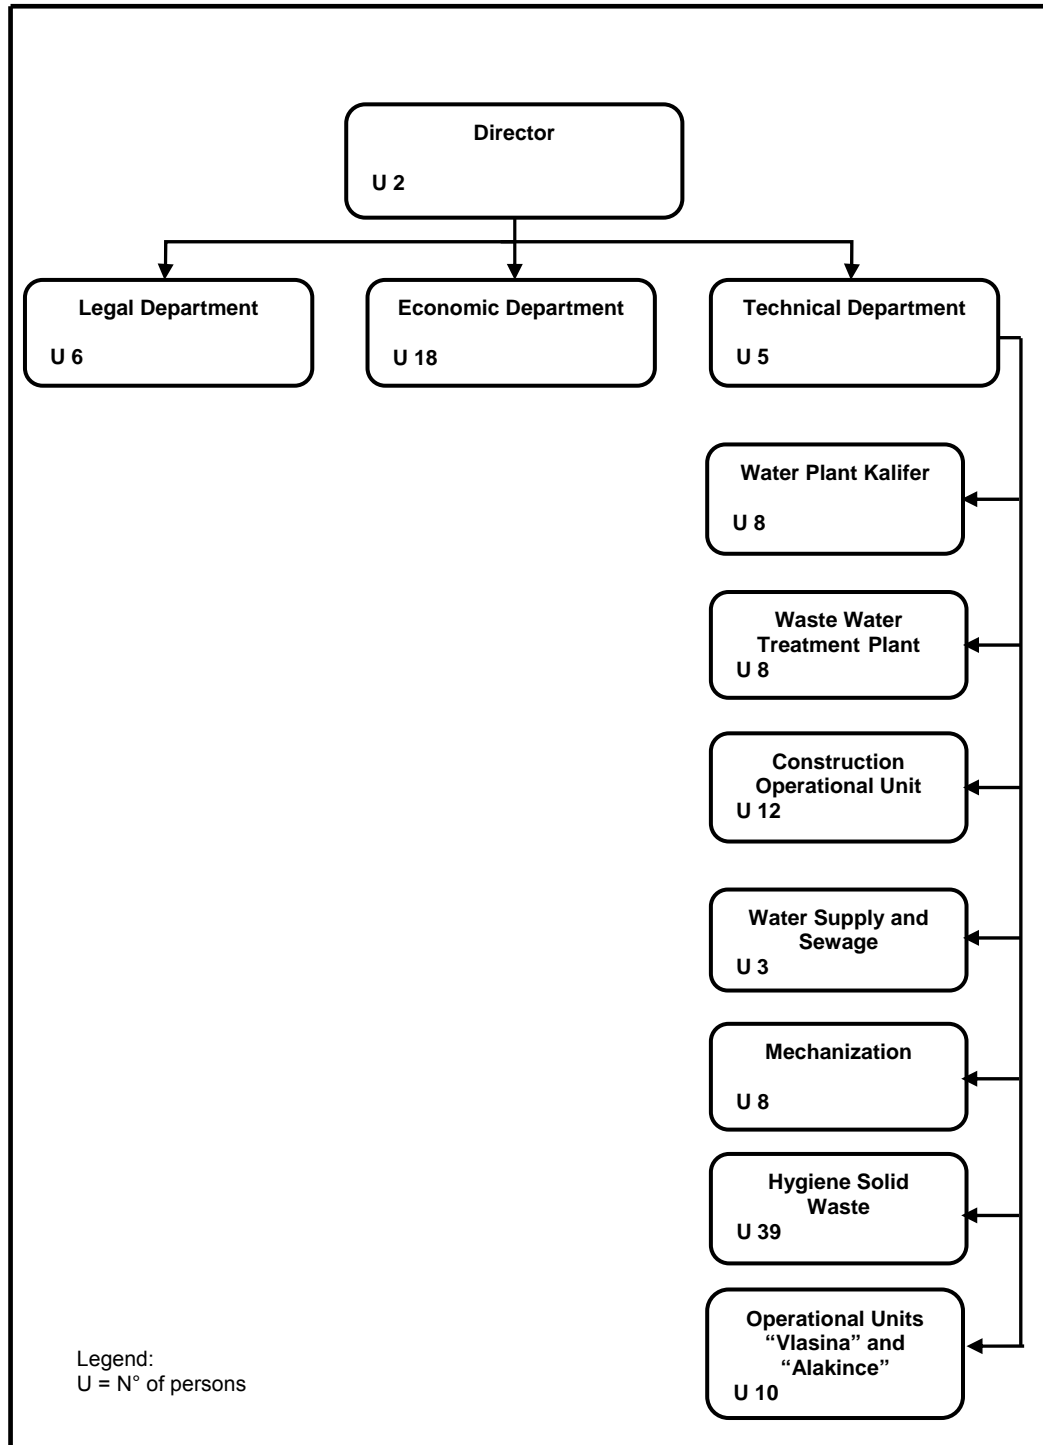 Director
U 2
Legal Department
U 6
Economic Department
U 18
Technical Department
U 5
Water Plant Kalifer
U 8
Waste Water
Treatment Plant
U 8
Construction
Operational Unit
U 12
Water Supply and
Sewage
U 3
Mechanization
U 8
Hygiene Solid
Waste
U 39
Operational Units
“Vlasina” and
“Alakince”
U 10
Legend:
U = N° of persons